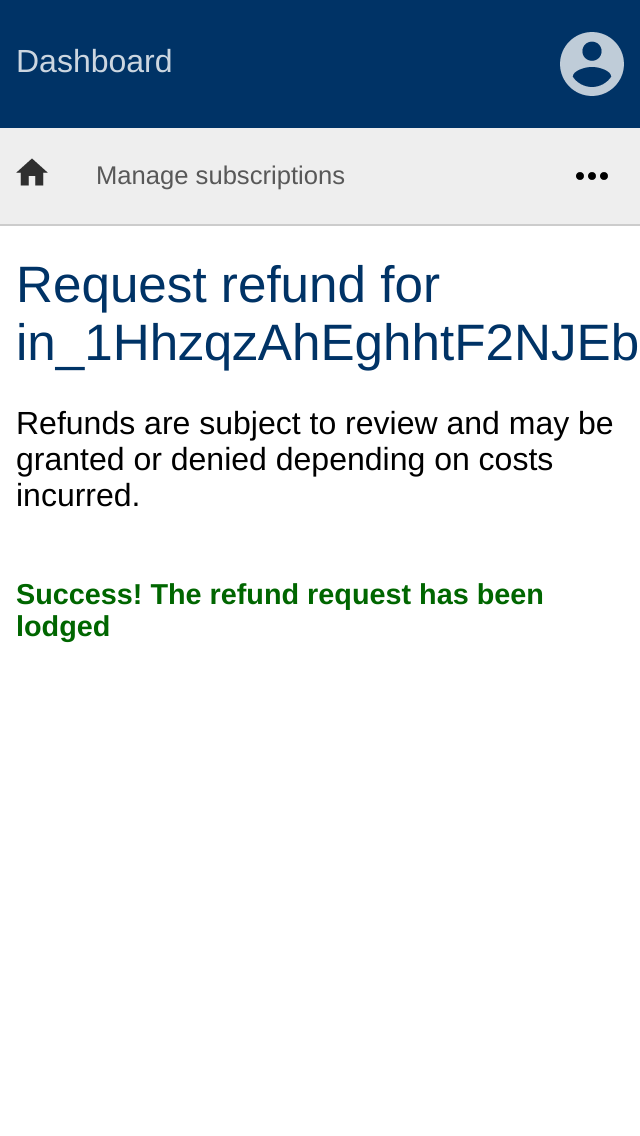 Dashboard
Manage subscriptions
Request refund for
in_1HhzqzAhEghhtF2NJEb
Refunds are subject to review and may be
granted or denied depending on costs
incurred.
Success! The refund request has been
lodged